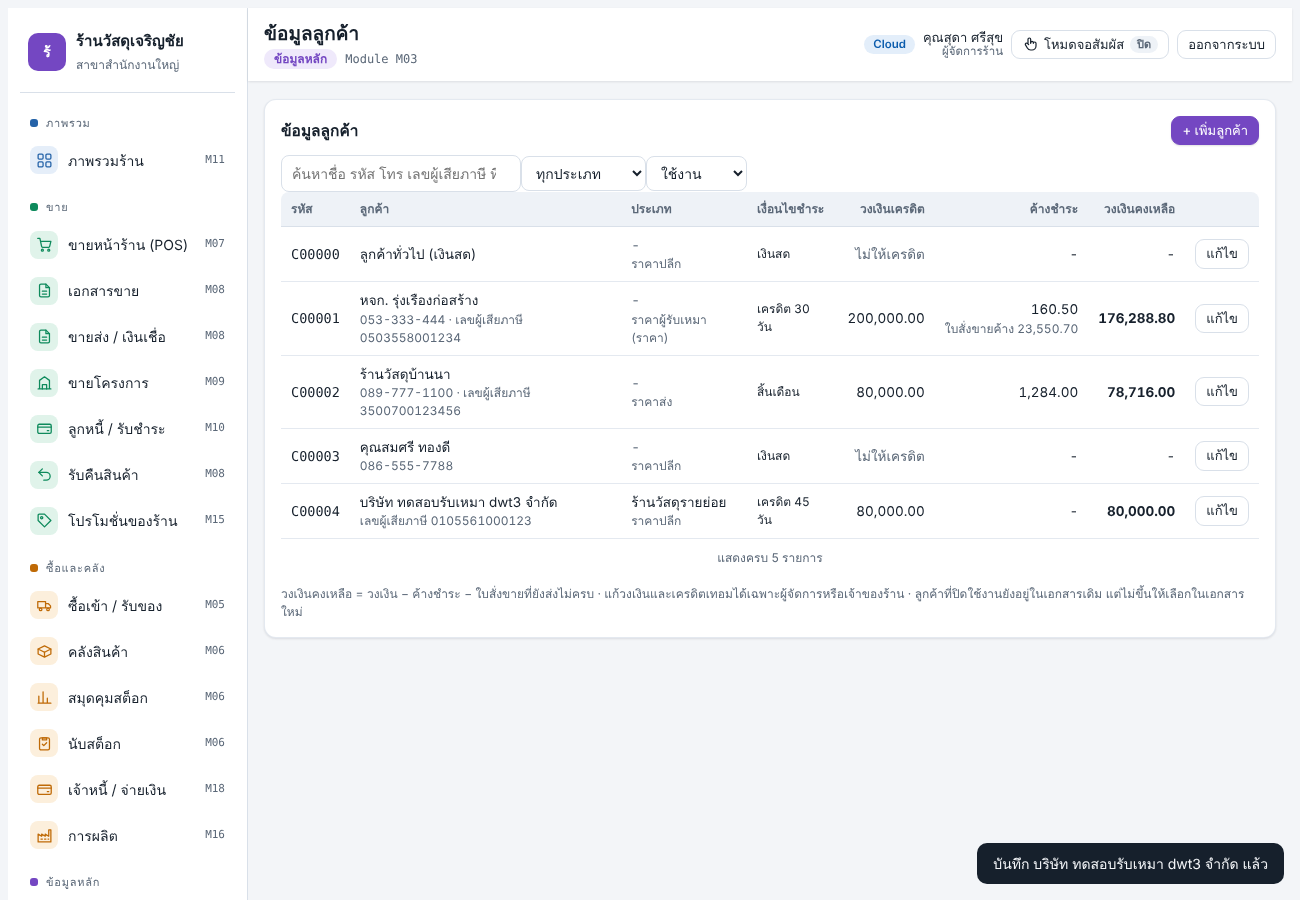 รั้
ร้านวัสดุเจริญชัย
สาขาสำนักงานใหญ่
ภาพรวม
ภาพรวมร้าน M11
ขาย
ขายหน้าร้าน (POS) M07
เอกสารขาย M08
ขายส่ง / เงินเชื่อ M08
ขายโครงการ M09
ลูกหนี้ / รับชำระ M10
รับคืนสินค้า M08
โปรโมชั่นของร้าน M15
ซื้อและคลัง
ซื้อเข้า / รับของ M05
คลังสินค้า M06
สมุดคุมสต็อก M06
นับสต็อก M06
เจ้าหนี้ / จ่ายเงิน M18
การผลิต M16
ข้อมูลหลัก
ข้อมูลลูกค้า
ข้อมูลหลัก Module M03
Cloud
คุณสุดา ศรีสุข
ผู้จัดการร้าน
โหมดจอสัมผัส ปิด
ออกจากระบบ
ข้อมูลลูกค้า
+ เพิ่มลูกค้า
ค้นหาชื่อ รหัส โทร เลขผู้เสียภาษี
ทุกประเภท
ใช้งาน
รหัส ลูกค้า ประเภท เงื่อนไขชำระ วงเงินเครดิต ค้างชำระ วงเงินคงเหลือ
C00000 ลูกค้าทั่วไป (เงินสด) - เงินสด ไม่ให้เครดิต - - แก้ไข
ราคาปลีก
C00001 หจก. รุ่งเรืองก่อสร้าง - เครดิต 30 200,000.00 160.50 176,288.80 แก้ไข
053-333-444 · เลขผู้เสียภาษี ราคาผู้รับเหมา วัน ใบสั่งขายค้าง 23,550.70
0503558001234 (ราคา)
C00002 ร้านวัสดุบ้านนา - สิ้นเดือน 80,000.00 1,284.00 78,716.00 แก้ไข
089-777-1100 · เลขผู้เสียภาษี ราคาส่ง
3500700123456
C00003 คุณสมศรี ทองดี - เงินสด ไม่ให้เครดิต - - แก้ไข
086-555-7788 ราคาปลีก
C00004 บริษัท ทดสอบรับเหมา dwt3 จำกัด ร้านวัสดุรายย่อย เครดิต 45 80,000.00 - 80,000.00 แก้ไข
เลขผู้เสียภาษี 0105561000123 ราคาปลีก วัน
แสดงครบ 5 รายการ
วงเงินคงเหลือ = วงเงิน − ค้างชำระ − ใบสั่งขายที่ยังส่งไม่ครบ · แก้วงเงินและเครดิตเทอมได้เฉพาะผู้จัดการหรือเจ้าของร้าน · ลูกค้าที่ปิดใช้งานยังอยู่ในเอกสารเดิม แต่ไม่ขึ้นให้เลือกในเอกสาร
ใหม่
บันทึก บริษัท ทดสอบรับเหมา dwt3 จำกัด แล้ว